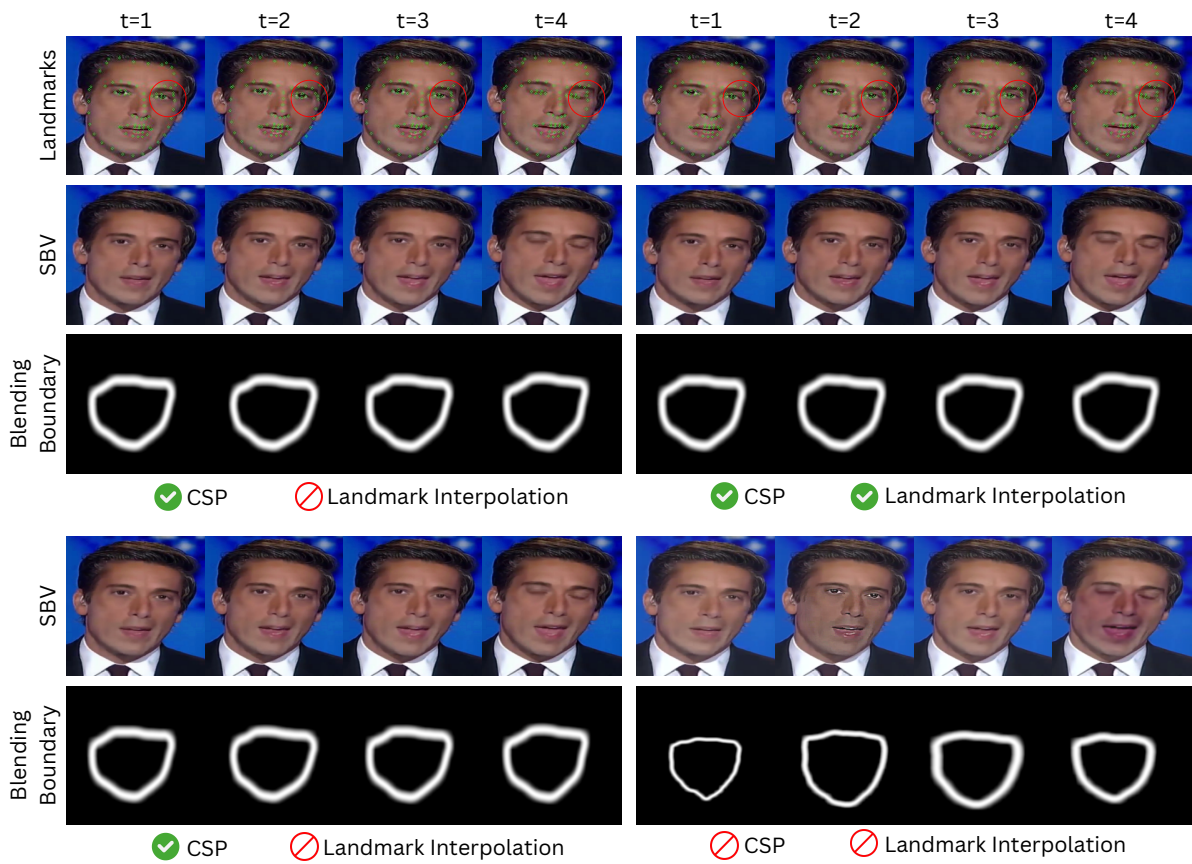 t=1 t=2 t=3 t=4 t=1 t=2 t=3 t=4
Landmarks
SBV
Blending
Boundary
CSP Landmark Interpolation CSP Landmark Interpolation
SBV
Blending
Boundary
CSP Landmark Interpolation CSP Landmark Interpolation